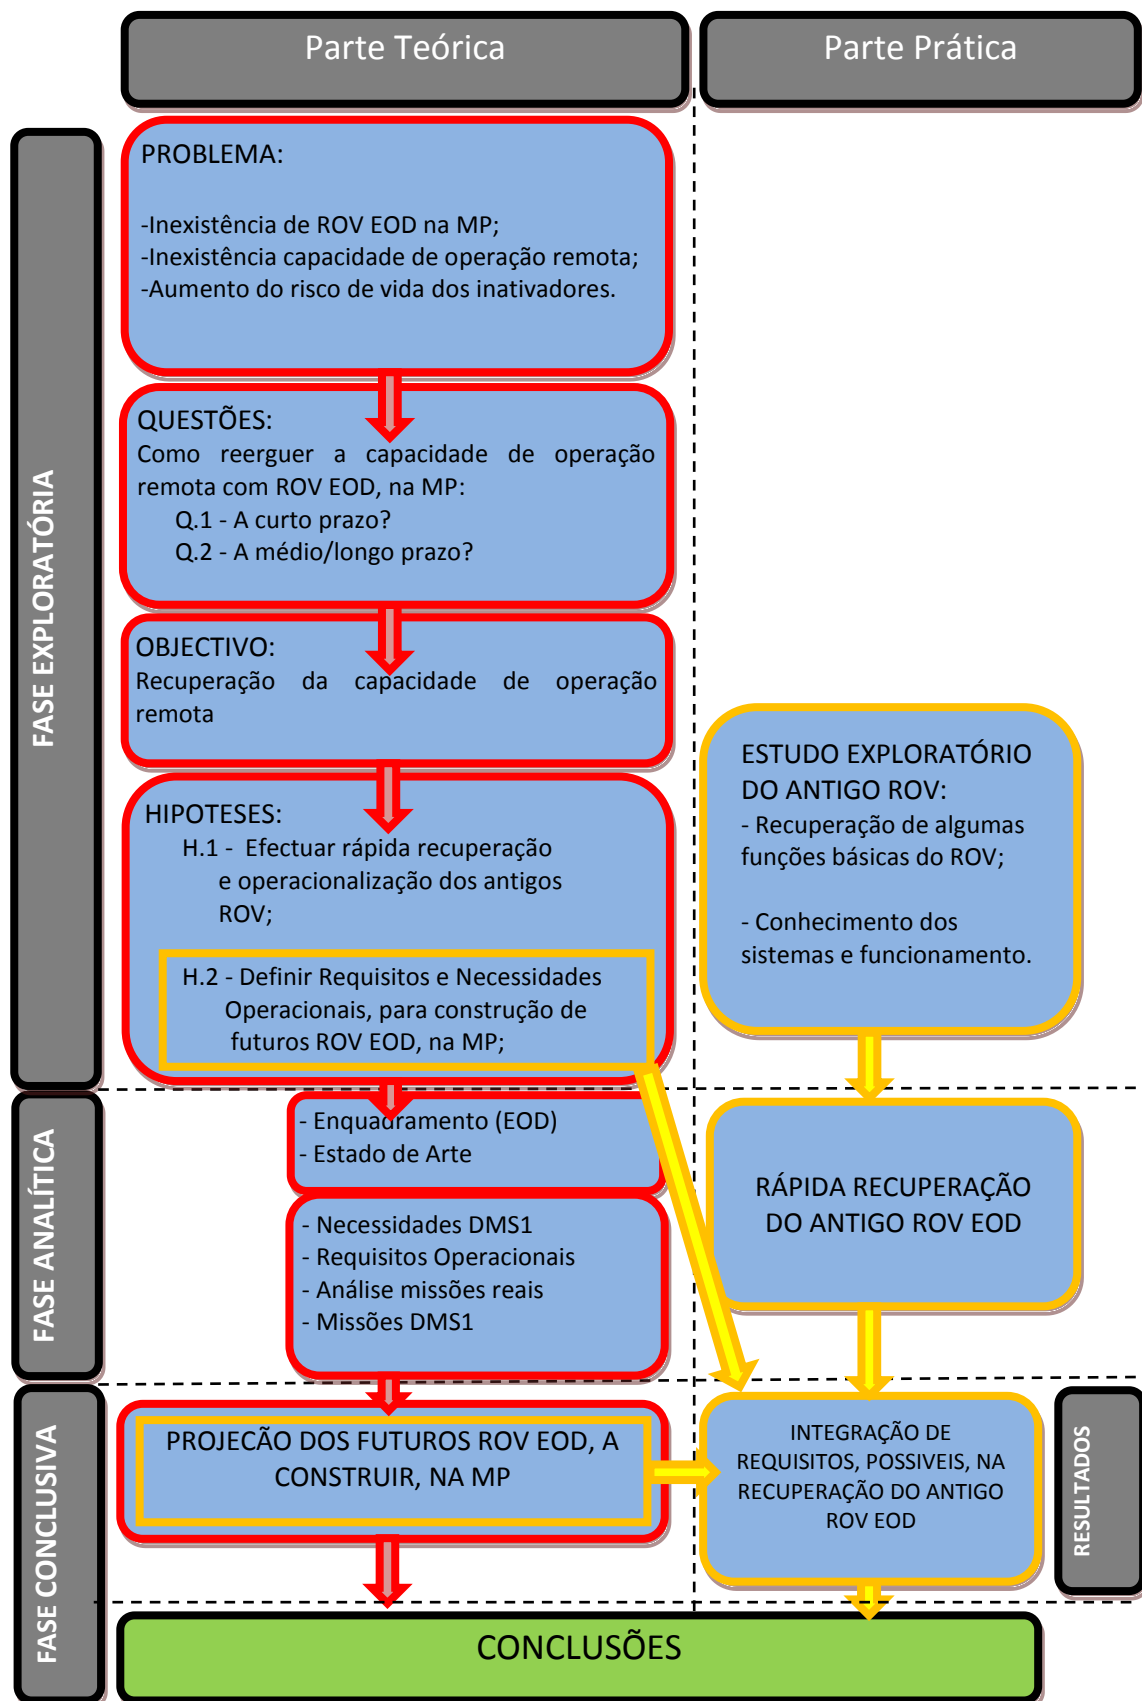 Parte Teórica
Parte Prática
FASE EXPLORATÓRIA
PROBLEMA:
-Inexistência de ROV EOD na MP;
-Inexistência capacidade de operação remota;
-Aumento do risco de vida dos inativadores.
QUESTÕES:
Como reerguer a capacidade de operação
remota com ROV EOD, na MP:
Q.1 - A curto prazo?
Q.2 - A médio/longo prazo?
OBJECTIVO:
Recuperação da capacidade de operação
remota
HIPOTESES:
H.1 - Efectuar rápida recuperação
e operacionalização dos antigos
ROV;
H.2 - Definir Requisitos e Necessidades
Operacionais, para construção de
futuros ROV EOD, na MP;
ESTUDO EXPLORATÓRIO
DO ANTIGO ROV:
- Recuperação de algumas
funções básicas do ROV;
- Conhecimento dos
sistemas e funcionamento.
FASE ANALÍTICA
- Enquadramento (EOD)
- Estado de Arte
- Necessidades DMS1
- Requisitos Operacionais
- Análise missões reais
- Missões DMS1
RÁPIDA RECUPERAÇÃO
DO ANTIGO ROV EOD
FASE CONCLUSIVA
PROJECÃO DOS FUTUROS ROV EOD, A
CONSTRUIR, NA MP
INTEGRAÇÃO DE
REQUISITOS, POSSIVEIS, NA
RECUPERAÇÃO DO ANTIGO
ROV EOD
RESULTADOS
CONCLUSÕES